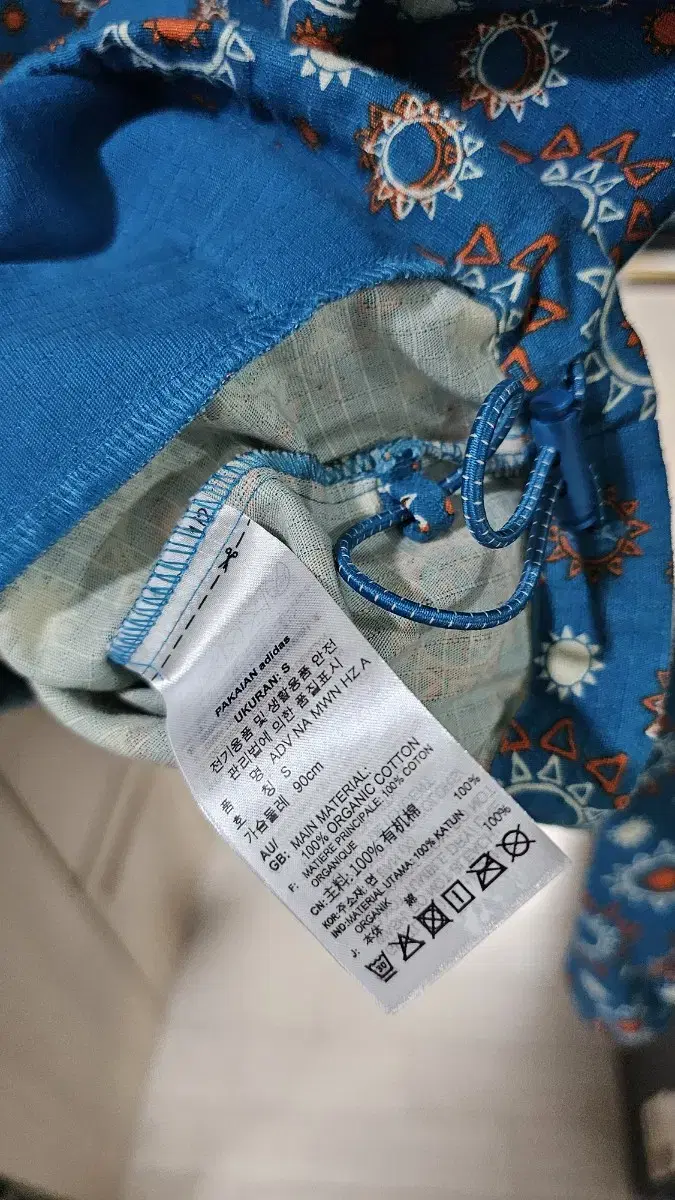 PAKAIAN adidas
UKURAN: S
전기용품 및 생활용품 안전
관리법에 의한 품질표시
품 명 ADV NA MWN HZ A
호 칭 S
가슴둘레 90cm
AU/
GB: MAIN MATERIAL:
100% ORGANIC COTTON
F: MATIERE PRINCIPALE: 100% COTON
ORGANIQUE
CN: 主料: 100% 有机棉
KOR: 주소재: 면 100%
IND: MATERIAL UTAMA: 100% KATUN
ORGANIK
J: 本体 綿 100%